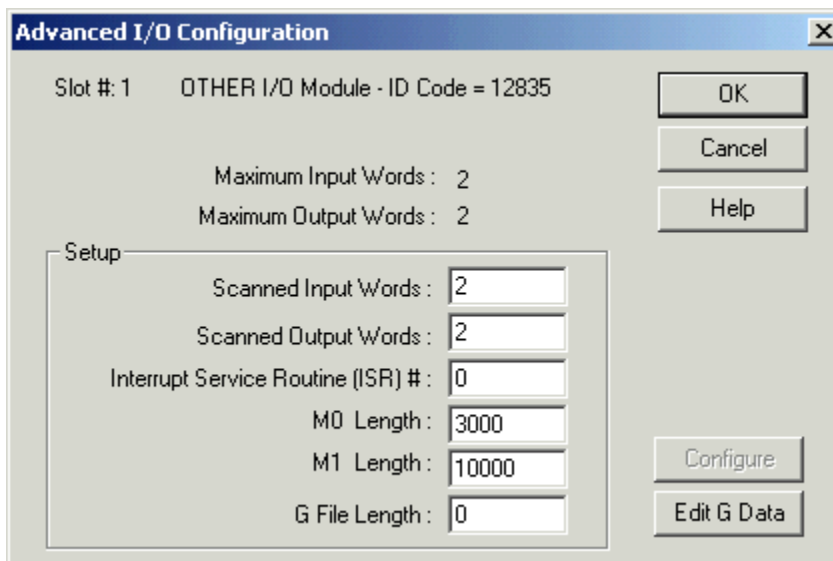 Advanced I/O Configuration
Slot #: 1 OTHER I/O Module - ID Code = 12835
OK
Cancel
Maximum Input Words : 2
Help
Maximum Output Words : 2
Setup
Scanned Input Words : 2
Scanned Output Words : 2
Interrupt Service Routine (ISR) # : 0
M0 Length : 3000
M1 Length : 10000
Configure
G File Length : 0
Edit G Data